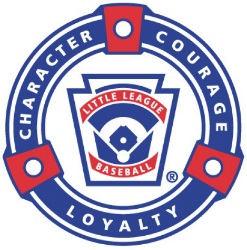 CHARACTER
COURAGE
LITTLE LEAGUE
BASEBALL
®
LOYALTY